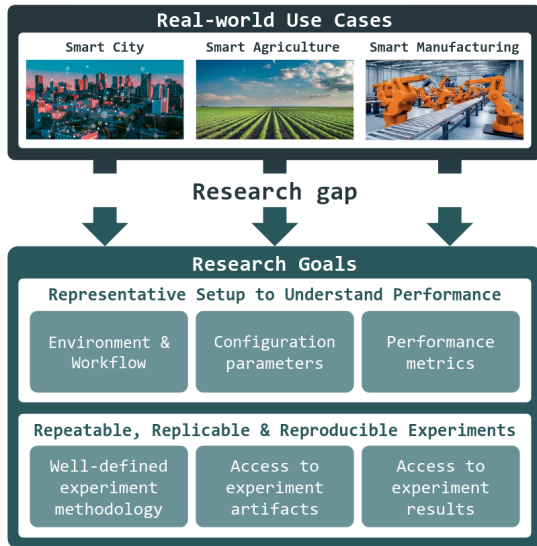 Real-world Use Cases
Smart City
Smart Agriculture
Smart Manufacturing
Research gap
Research Goals
Representative Setup to Understand Performance
Environment &
Workflow
Configuration
parameters
Performance
metrics
Repeatable, Replicable & Reproducible Experiments
Well-defined
experiment
methodology
Access to
experiment
artifacts
Access to
experiment
results